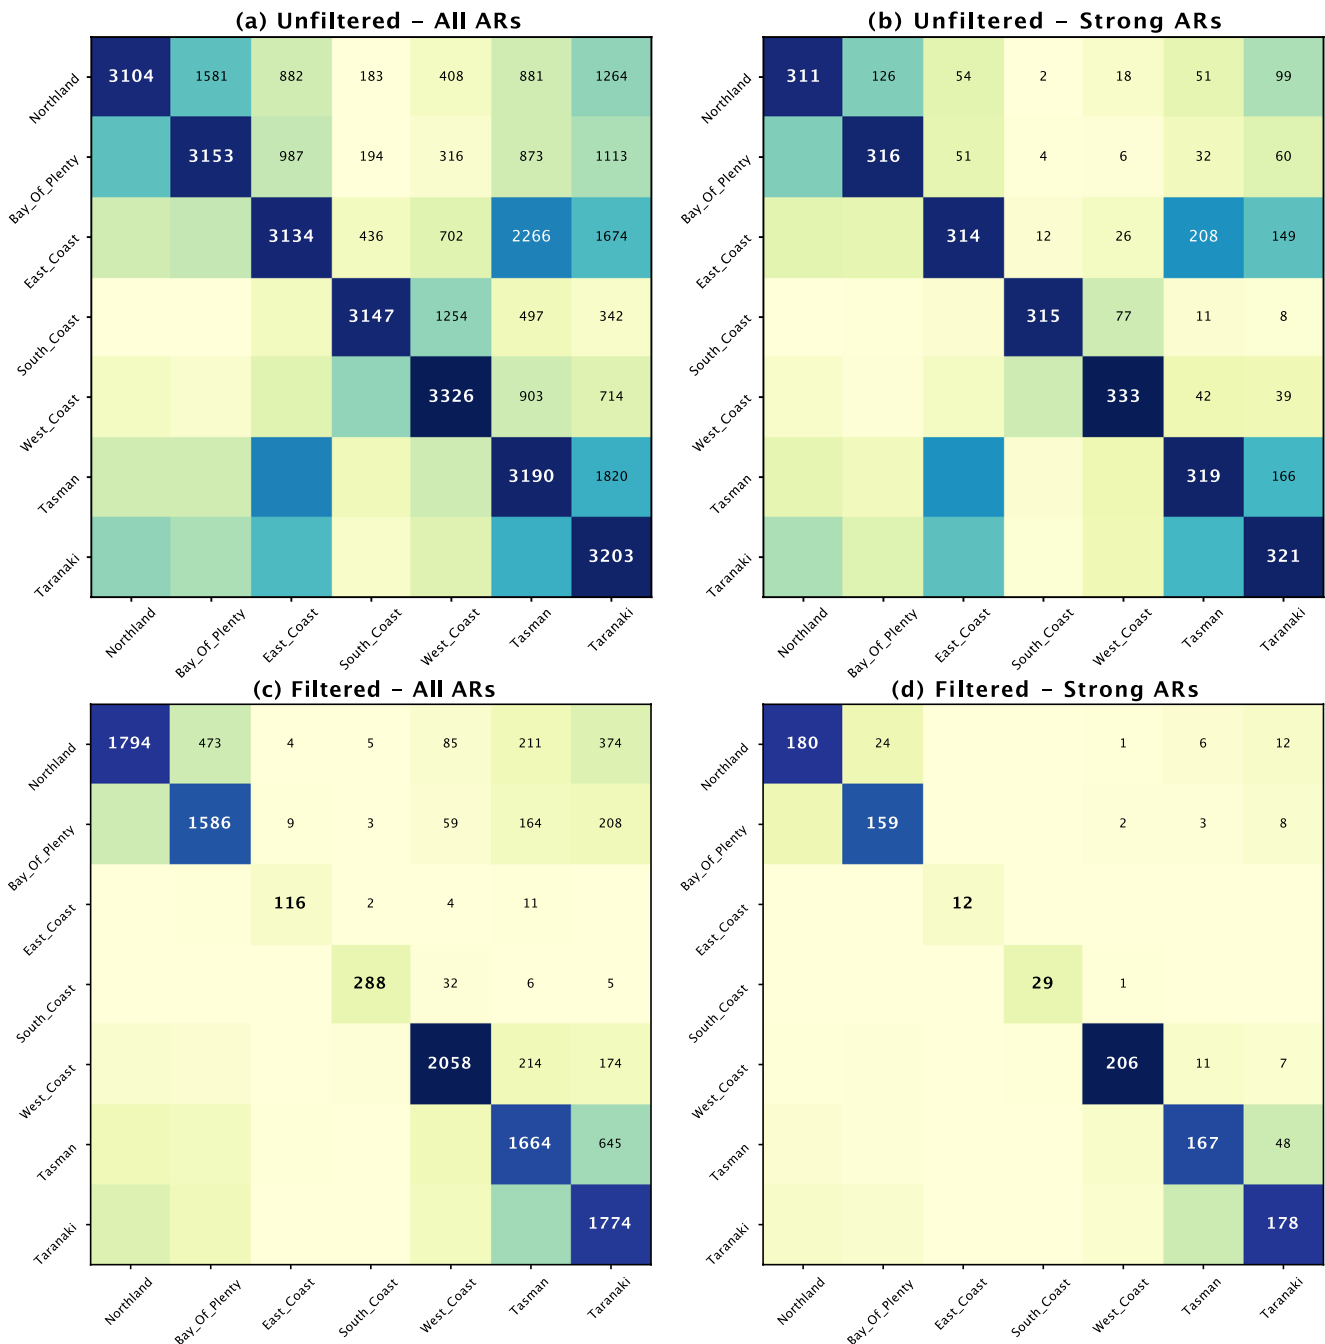 (a) Unfiltered – All ARs
Northland 3104 1581 882 183 408 881 1264
Bay_Of_Plenty 3153 987 194 316 873 1113
East_Coast 3134 436 702 2266 1674
South_Coast 3147 1254 497 342
West_Coast 3326 903 714
Tasman 3190 1820
Taranaki 3203
Northland Bay_Of_Plenty East_Coast South_Coast West_Coast Tasman Taranaki
(b) Unfiltered – Strong ARs
Northland 311 126 54 2 18 51 99
Bay_Of_Plenty 316 51 4 6 32 60
East_Coast 314 12 26 208 149
South_Coast 315 77 11 8
West_Coast 333 42 39
Tasman 319 166
Taranaki 321
Northland Bay_Of_Plenty East_Coast South_Coast West_Coast Tasman Taranaki
(c) Filtered – All ARs
Northland 1794 473 4 5 85 211 374
Bay_Of_Plenty 1586 9 3 59 164 208
East_Coast 116 2 4 11
South_Coast 288 32 6 5
West_Coast 2058 214 174
Tasman 1664 645
Taranaki 1774
Northland Bay_Of_Plenty East_Coast South_Coast West_Coast Tasman Taranaki
(d) Filtered – Strong ARs
Northland 180 24 1 6 12
Bay_Of_Plenty 159 2 3 8
East_Coast 12
South_Coast 29 1
West_Coast 206 11 7
Tasman 167 48
Taranaki 178
Northland Bay_Of_Plenty East_Coast South_Coast West_Coast Tasman Taranaki